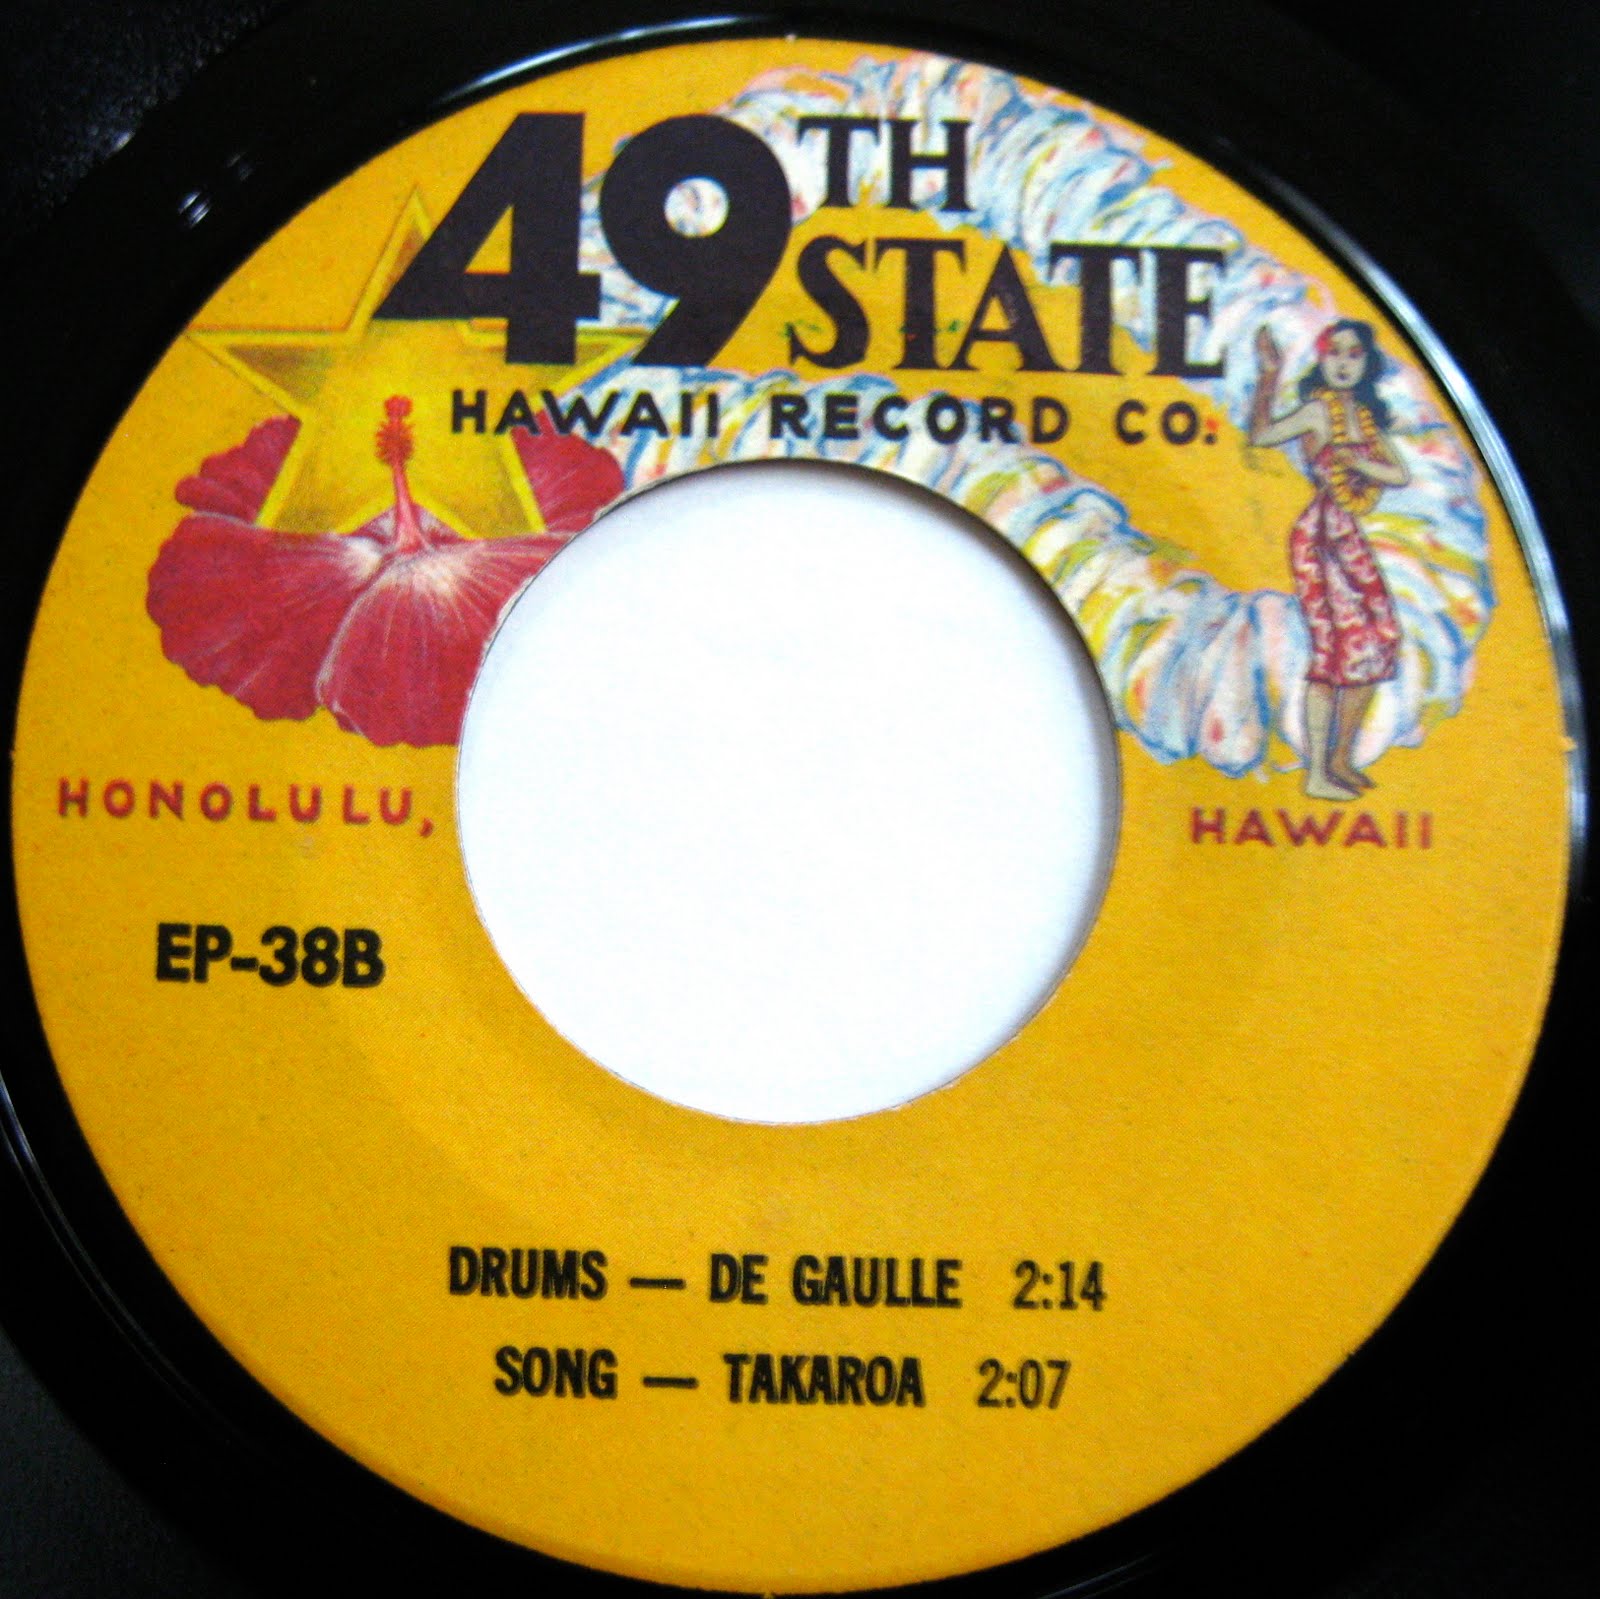 49TH
STATE
HAWAII RECORD CO.
HONOLULU, HAWAII
EP-38B
DRUMS — DE GAULLE 2:14
SONG — TAKAROA 2:07